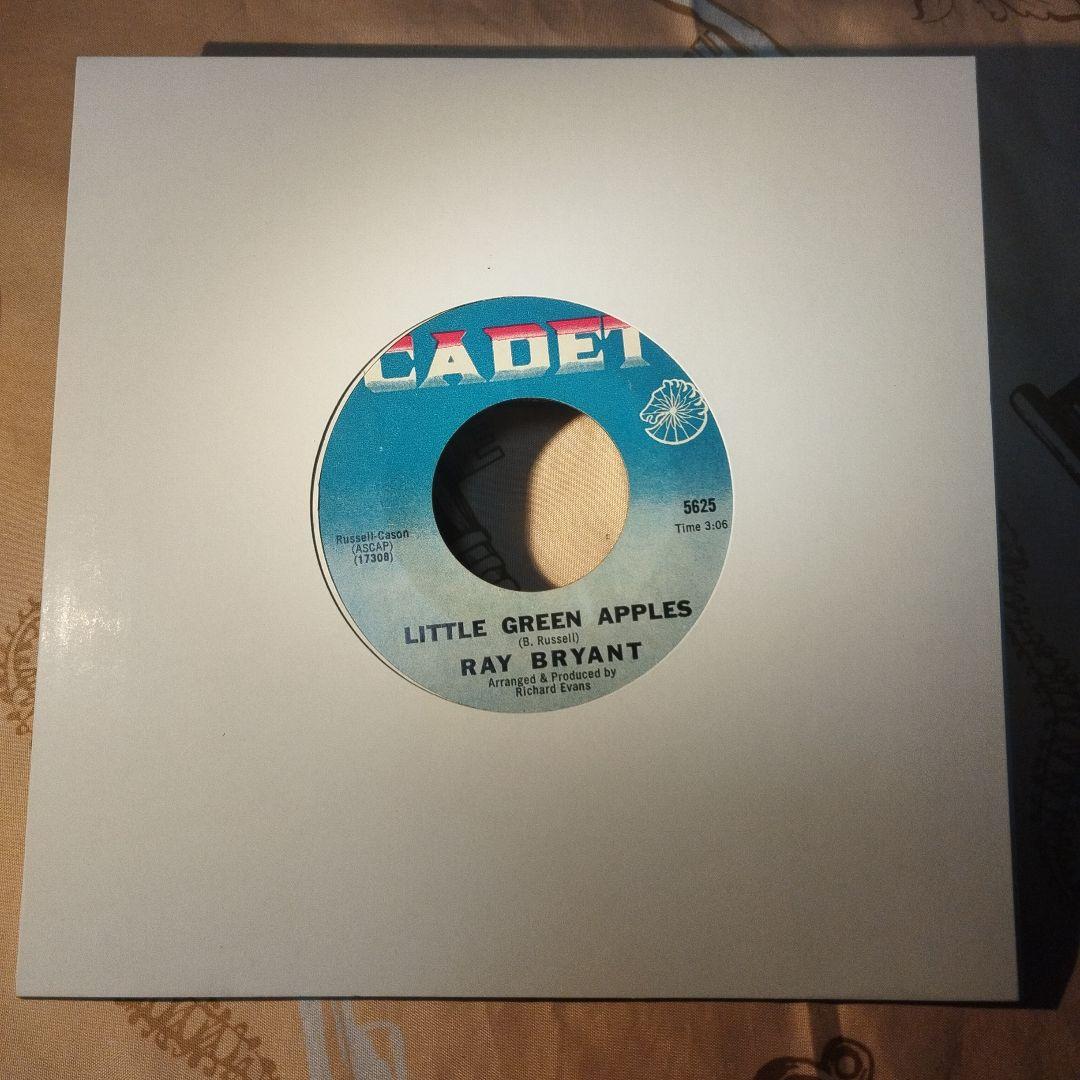 CADET
5625
Time 3:06
Russell-Cason
(ASCAP)
(17308)
LITTLE GREEN APPLES
(B. Russell)
RAY BRYANT
Arranged & Produced by
Richard Evans